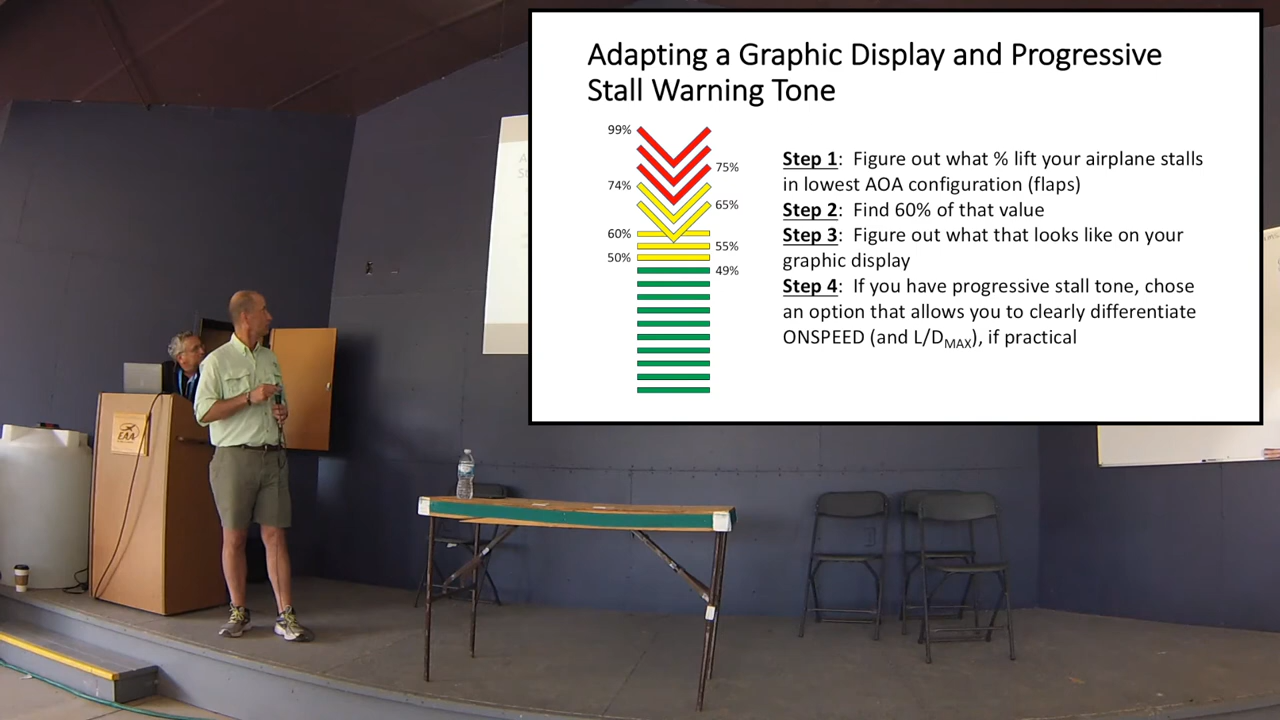 Adapting a Graphic Display and Progressive
Stall Warning Tone
99%
75%
74%
65%
60%
55%
50%
49%
Step 1: Figure out what % lift your airplane stalls
in lowest AOA configuration (flaps)
Step 2: Find 60% of that value
Step 3: Figure out what that looks like on your
graphic display
Step 4: If you have progressive stall tone, chose
an option that allows you to clearly differentiate
ONSPEED (and L/DMAX), if practical
EAA